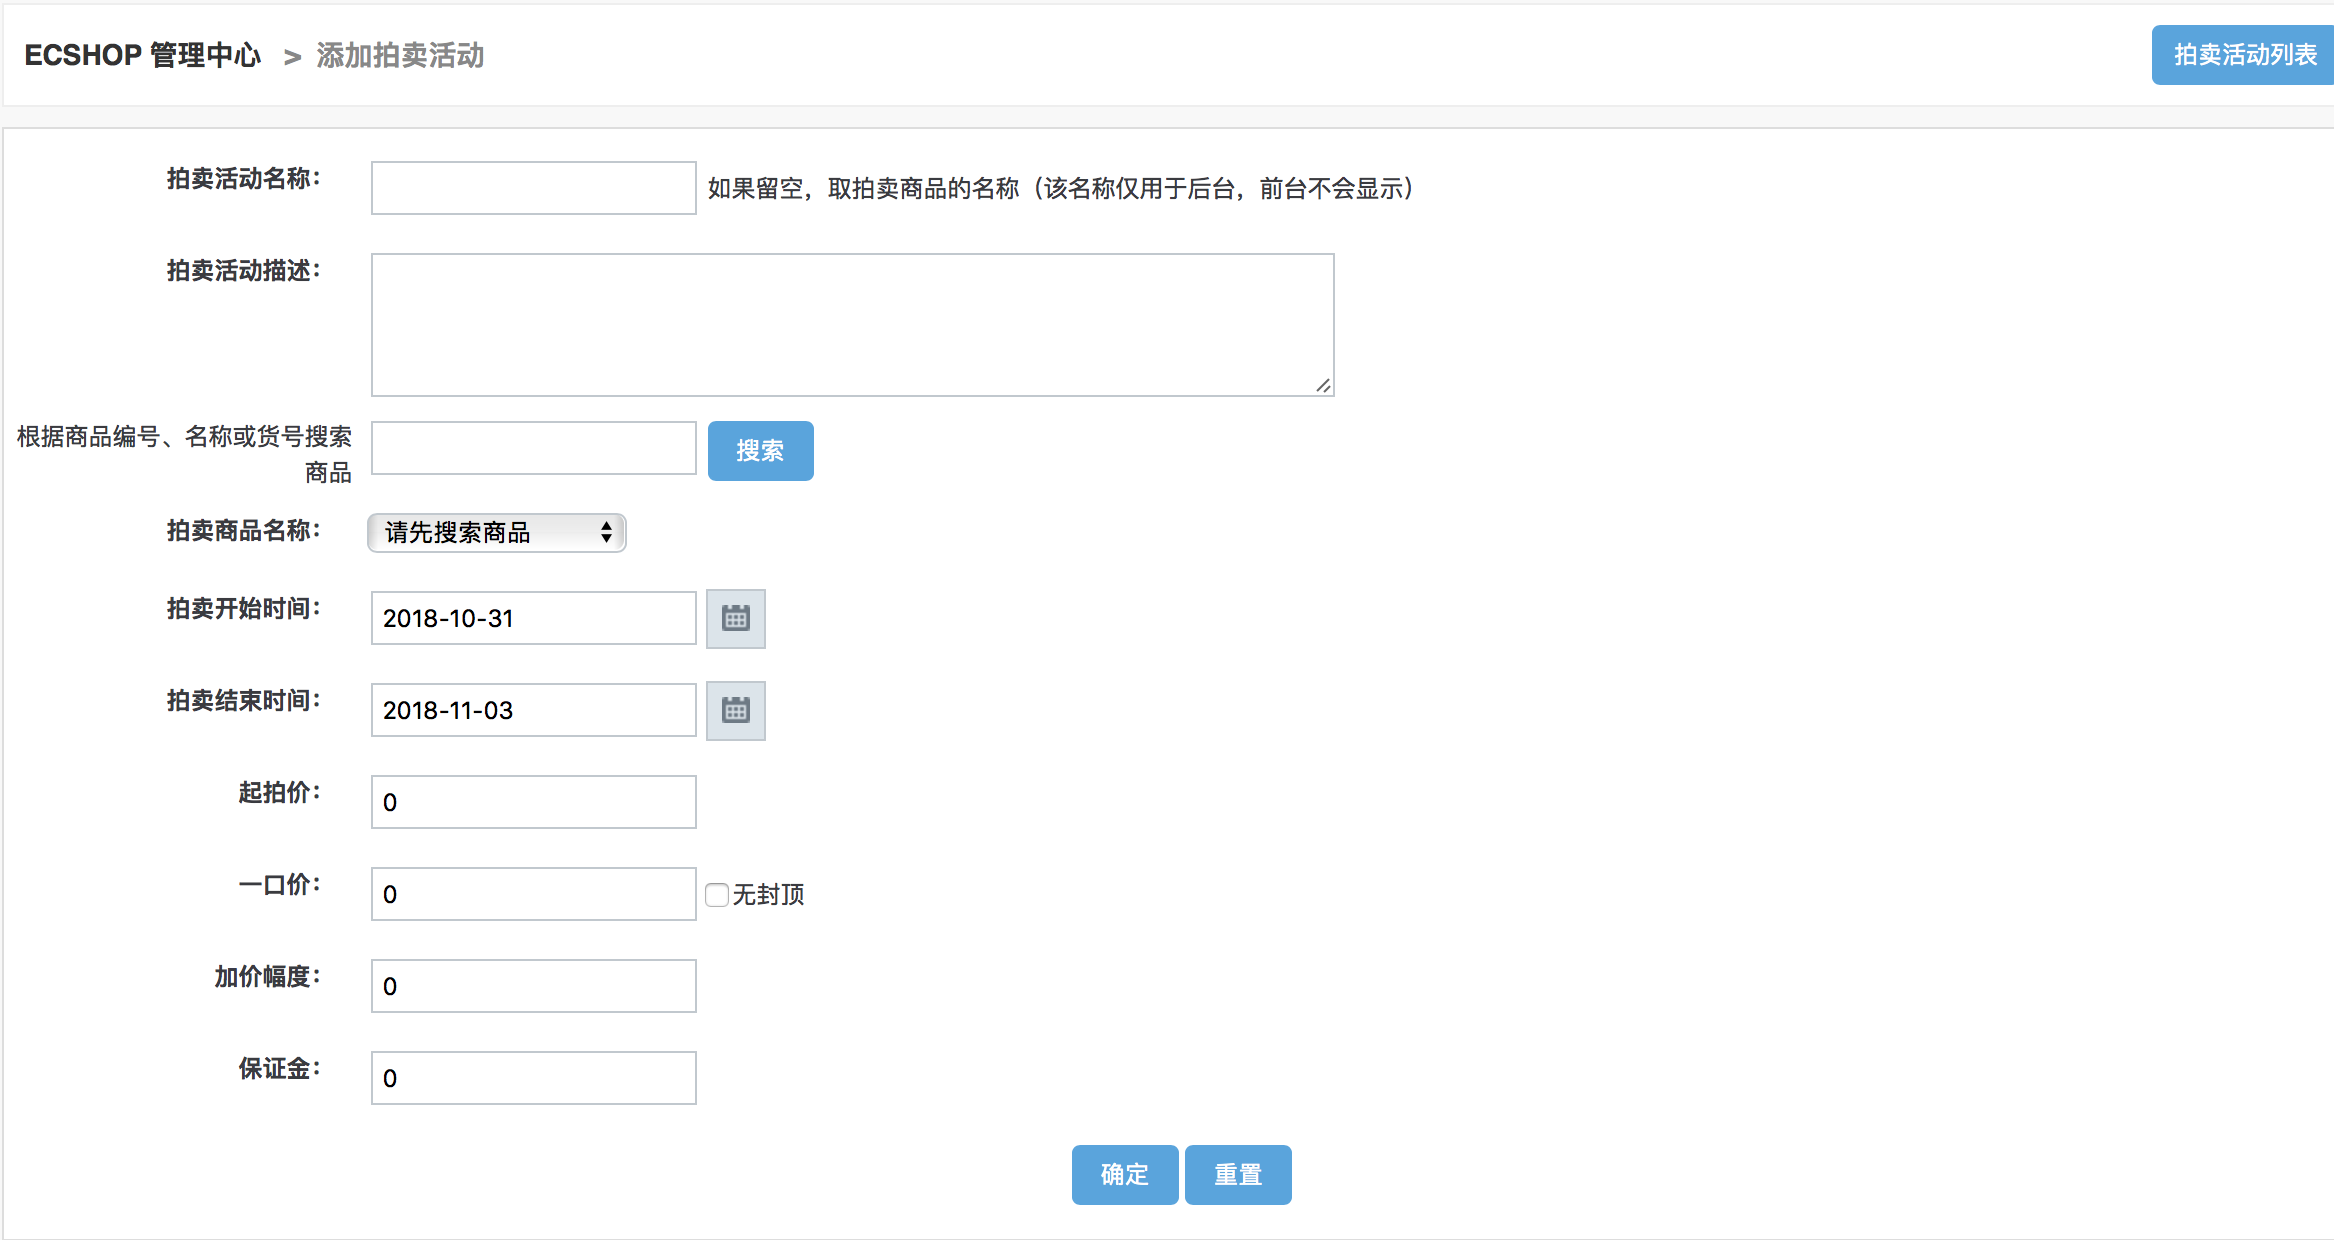 ECSHOP 管理中心 > 添加拍卖活动
拍卖活动列表
拍卖活动名称：
如果留空，取拍卖商品的名称（该名称仅用于后台，前台不会显示）
拍卖活动描述：
根据商品编号、名称或货号搜索
商品
搜索
拍卖商品名称：
请先搜索商品
拍卖开始时间：
2018-10-31
拍卖结束时间：
2018-11-03
起拍价：
0
一口价：
0
无封顶
加价幅度：
0
保证金：
0
确定
重置